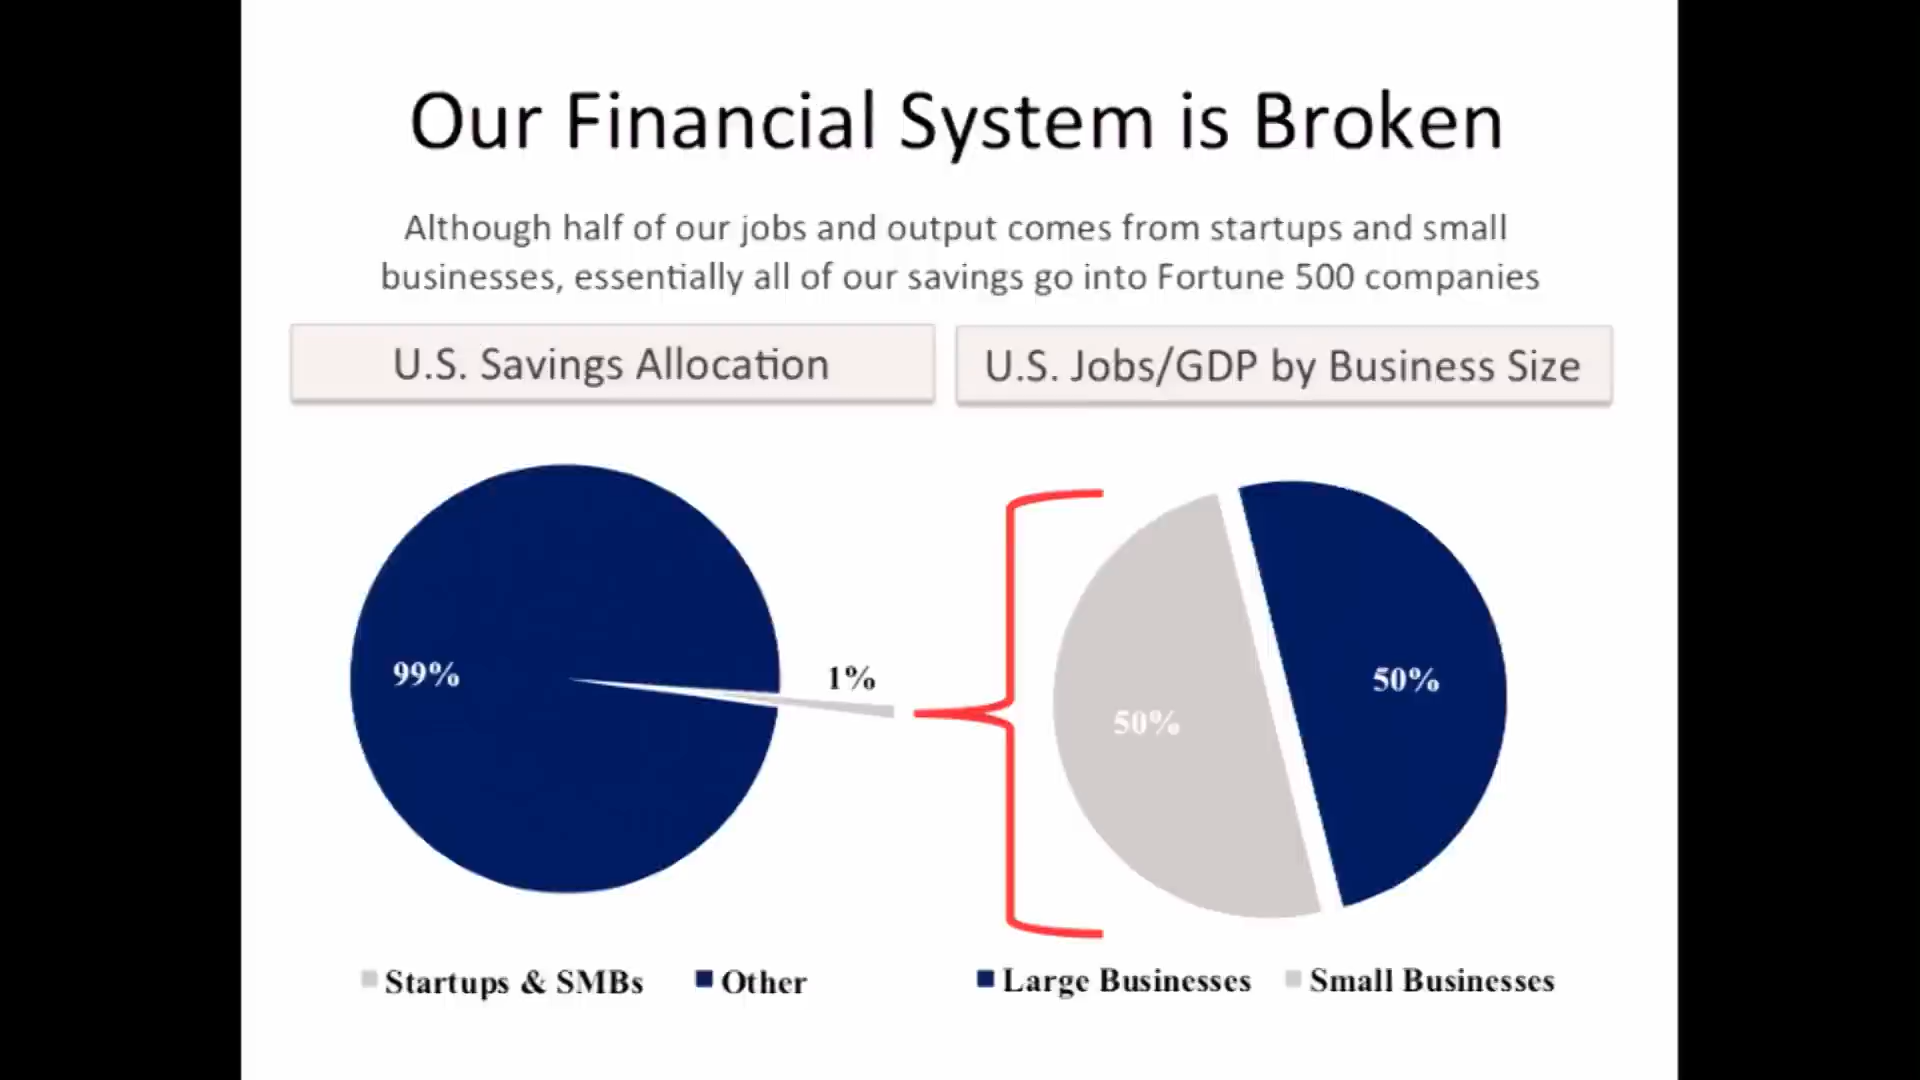 Our Financial System is Broken
Although half of our jobs and output comes from startups and small
businesses, essentially all of our savings go into Fortune 500 companies
U.S. Savings Allocation
U.S. Jobs/GDP by Business Size
99%
1%
50%
50%
Startups & SMBs
Other
Large Businesses
Small Businesses